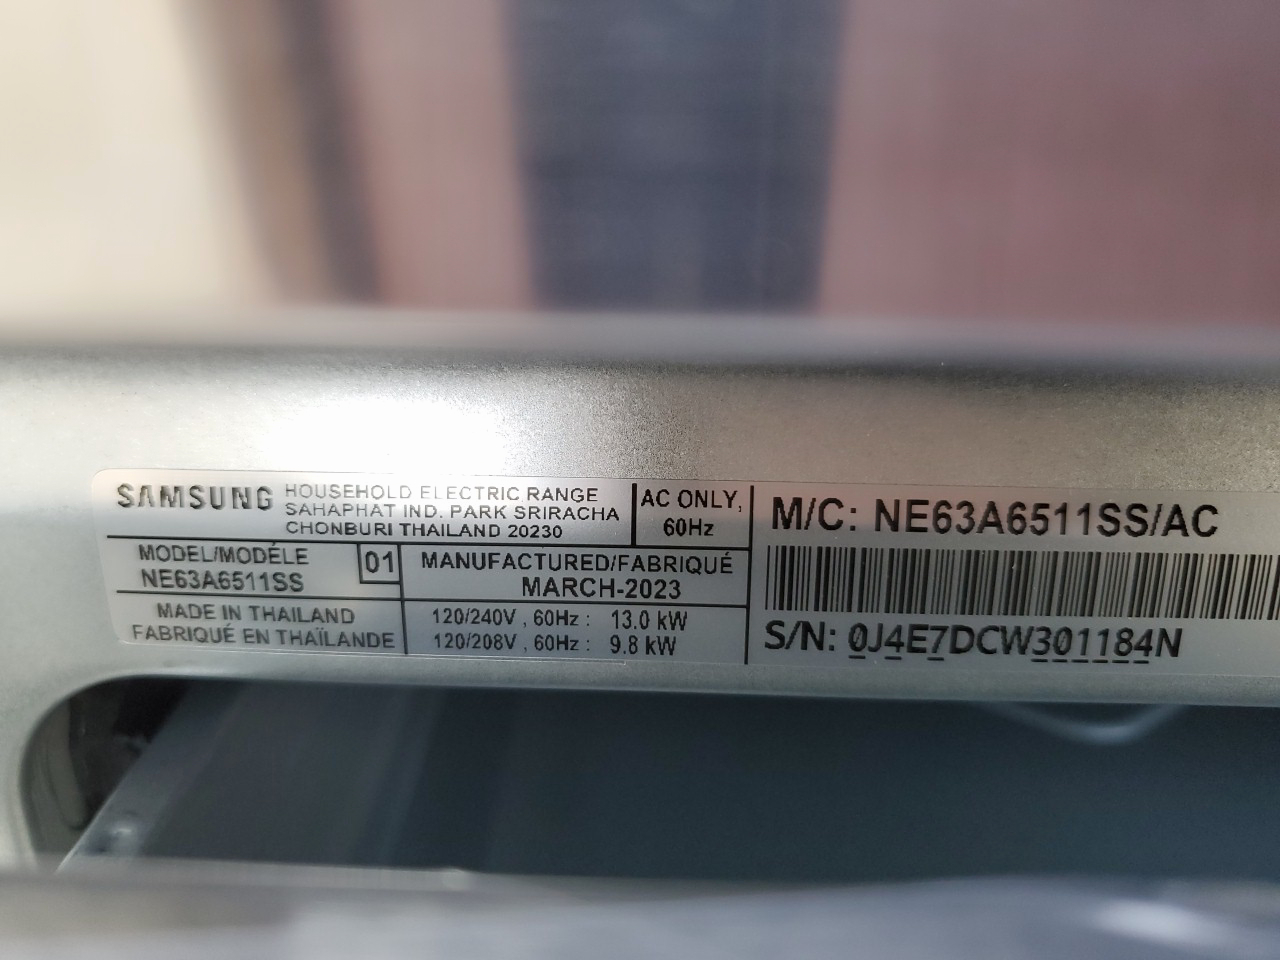 SAMSUNG
HOUSEHOLD ELECTRIC RANGE
SAHAPHAT IND. PARK SRIRACHA
CHONBURI THAILAND 20230
AC ONLY,
60Hz
MODEL/MODÉLE
NE63A6511SS
01
MANUFACTURED/FABRIQUÉ
MARCH-2023
MADE IN THAILAND
FABRIQUÉ EN THAÏLANDE
120/240V , 60Hz : 13.0 kW
120/208V , 60Hz : 9.8 kW
M/C: NE63A6511SS/AC
S/N: 0J4E7DCW301184N